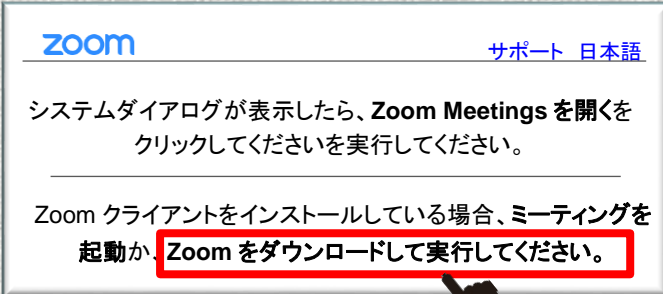 zoom
サポート 日本語
システムダイアログが表示したら、Zoom Meetings を開くを
クリックしてくださいを実行してください。
Zoom クライアントをインストールしている場合、ミーティングを
起動か、Zoom をダウンロードして実行してください。